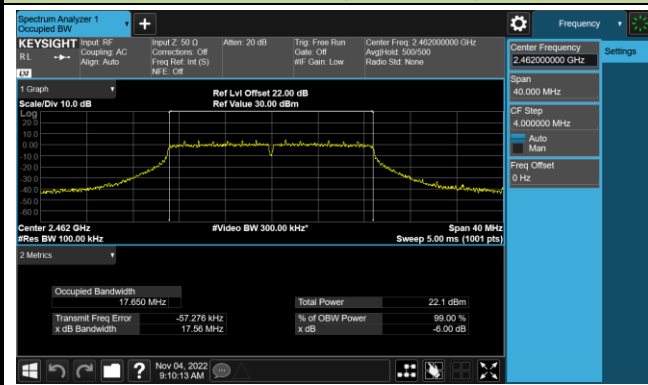 Spectrum Analyzer 1
Occupied BW
+
Frequency
KEYSIGHT
Input: RF
Input Z: 50 Ω
Atten: 20 dB
Trig: Free Run
Center Freq: 2.462000000 GHz
RL
Coupling: AC
Corrections: Off
Gate: Off
Avg|Hold: 500/500
Align: Auto
Freq Ref: Int (S)
#IF Gain: Low
Radio Std: None
NFE: Off
LXI
Center Frequency
2.462000000 GHz
Settings
Span
40.000 MHz
CF Step
4.000000 MHz
Auto
Man
Freq Offset
0 Hz
1 Graph
Ref Lvl Offset 22.00 dB
Scale/Div 10.0 dB
Ref Value 30.00 dBm
Log
20.0
10.0
0.00
-10.0
-20.0
-30.0
-40.0
-50.0
-60.0
Center 2.462 GHz
#Video BW 300.00 kHz*
Span 40 MHz
#Res BW 100.00 kHz
Sweep 5.00 ms (1001 pts)
2 Metrics
Occupied Bandwidth
17.650 MHz
Total Power
22.1 dBm
Transmit Freq Error
-57.276 kHz
% of OBW Power
99.00 %
x dB Bandwidth
17.56 MHz
x dB
-6.00 dB
?
Nov 04, 2022
9:10:13 AM